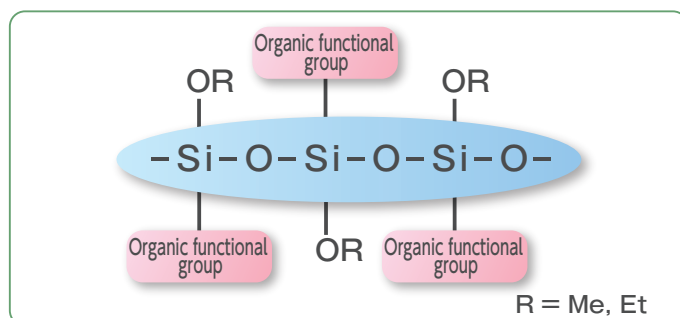 Organic functional
group
OR
OR
–Si–O–Si–O–Si–O–
Organic functional
group
OR
Organic functional
group
R = Me, Et